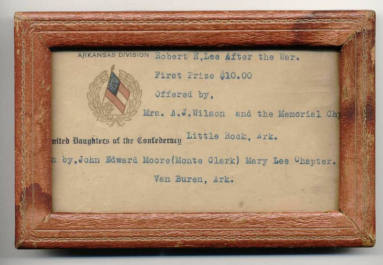 ARKANSAS DIVISION
Robert E.Lee After the War.
First Prize $10.00
Offered by,
Mrs. A.J.Wilson and the Memorial
United Daughters of the Confederacy
Little Rock, Ark.
by,John Edward Moore(Monte Clark) Mary Lee Chapter.
Van Buren, Ark.